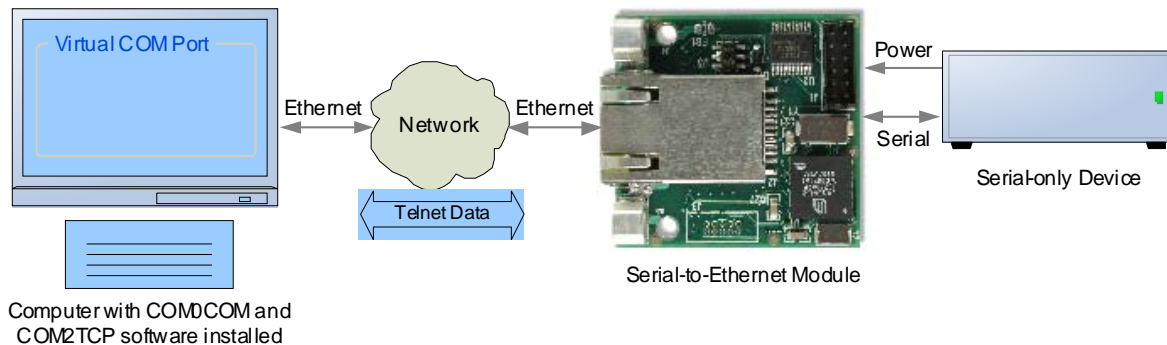 Virtual COM Port
Ethernet
Network
Ethernet
Telnet Data
Power
Serial
Serial-only Device
Serial-to-Ethernet Module
Computer with COM0COM and
COM2TCP software installed